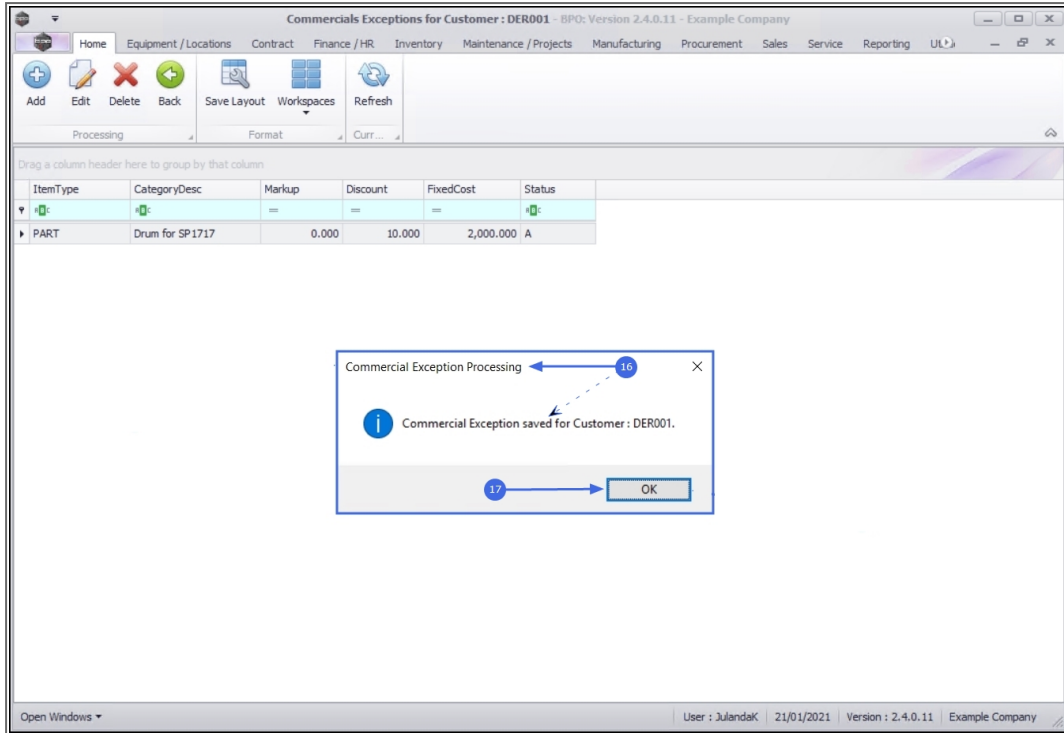 Commercials Exceptions for Customer : DER001 - BPO: Version 2.4.0.11 - Example Company
Home Equipment / Locations Contract Finance / HR Inventory Maintenance / Projects Manufacturing Procurement Sales Service Reporting
Add Edit Delete Back Save Layout Workspaces Refresh
Processing Format Curr...
Drag a column header here to group by that column
ItemType CategoryDesc Markup Discount FixedCost Status
= = =
PART Drum for SP1717 0.000 10.000 2,000.000 A
Commercial Exception Processing 16
Commercial Exception saved for Customer : DER001.
17 OK
Open Windows User : JulandaK 21/01/2021 Version : 2.4.0.11 Example Company